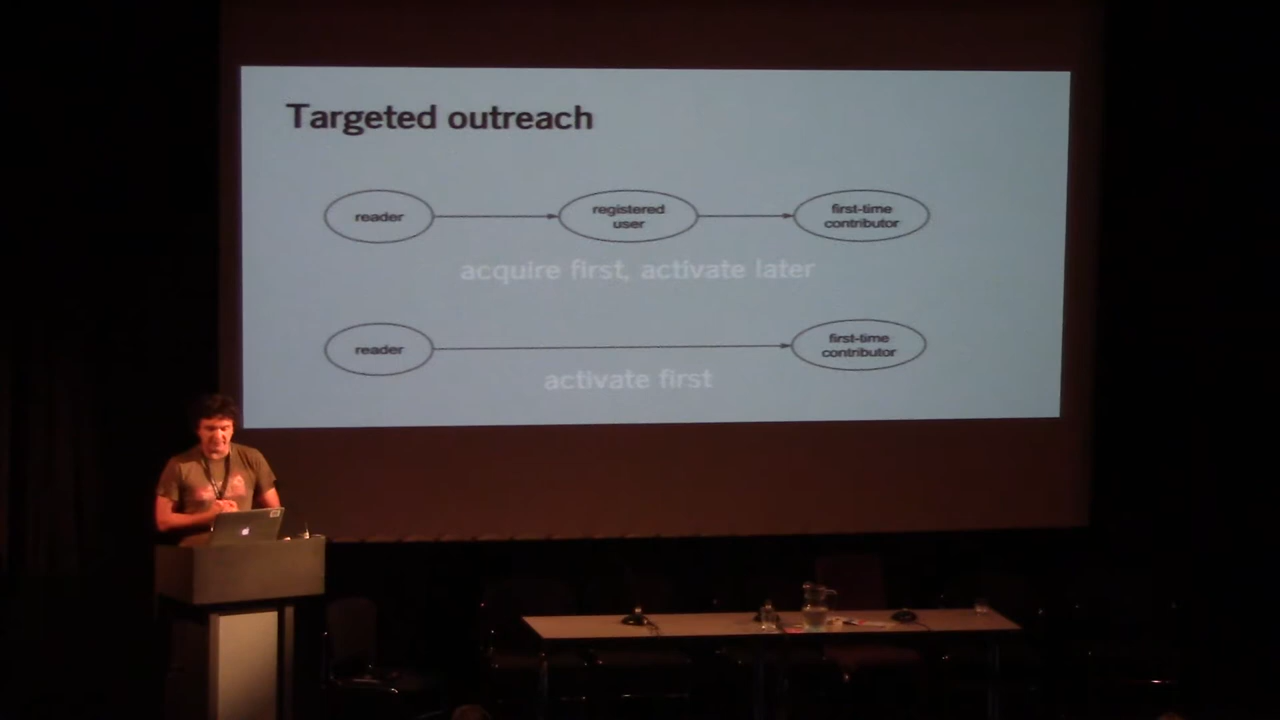 Targeted outreach
reader
registered
user
first-time
contributor
acquire first, activate later
reader
first-time
contributor
activate first